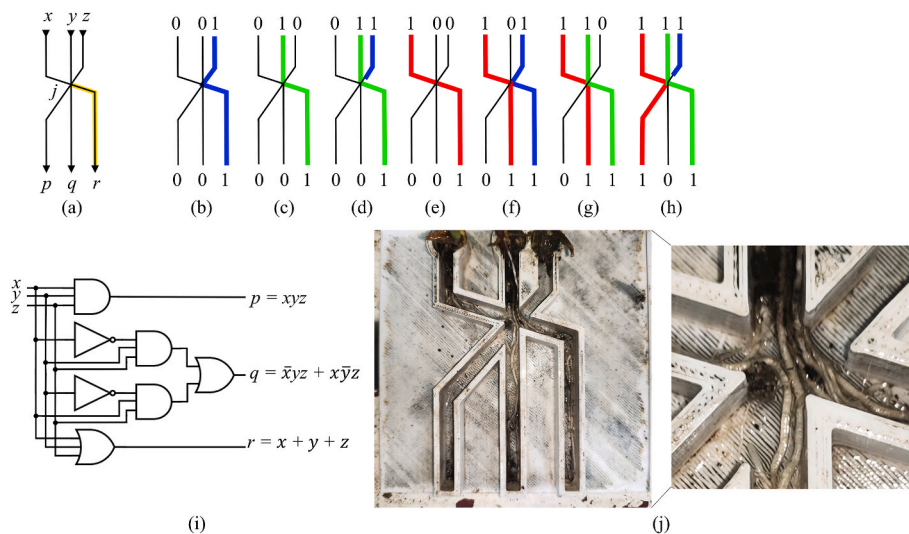 x y z
j
p q r
(a)
0 0 1
0 0 1
(b)
0 1 0
0 0 1
(c)
0 1 1
0 0 1
(d)
1 0 0
0 0 1
(e)
1 0 1
0 1 1
(f)
1 1 0
0 1 1
(g)
1 1 1
1 0 1
(h)
x
y
z
p = xyz
q = x̄yz + xȳz
r = x + y + z
(i)
(j)